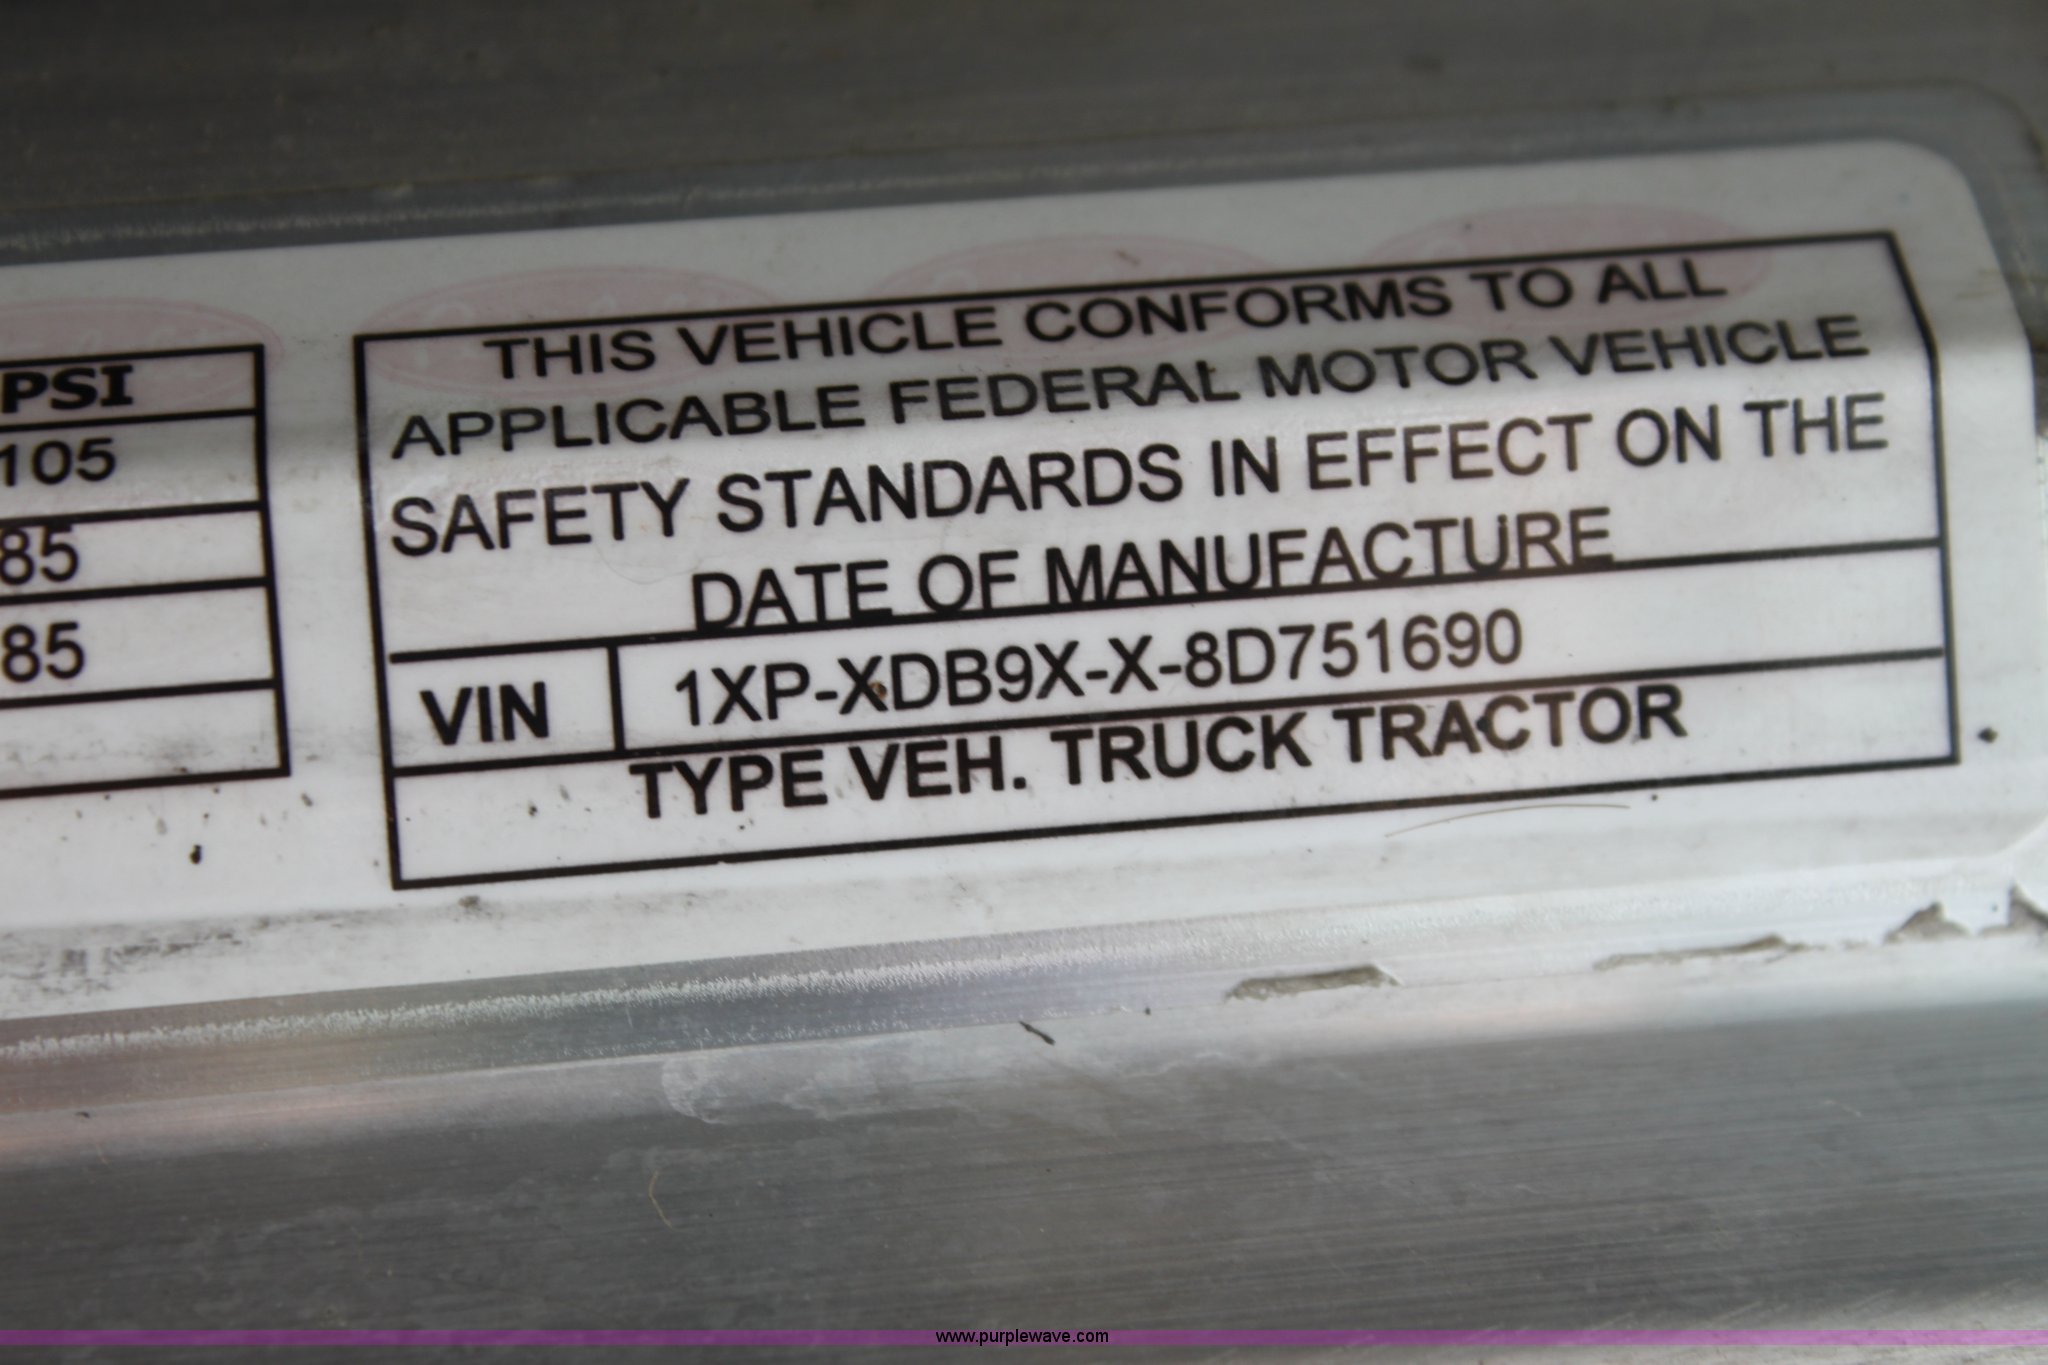 PSI
105
85
85
THIS VEHICLE CONFORMS TO ALL
APPLICABLE FEDERAL MOTOR VEHICLE
SAFETY STANDARDS IN EFFECT ON THE
DATE OF MANUFACTURE
VIN 1XP-XDB9X-X-8D751690
TYPE VEH. TRUCK TRACTOR
www.purplewave.com